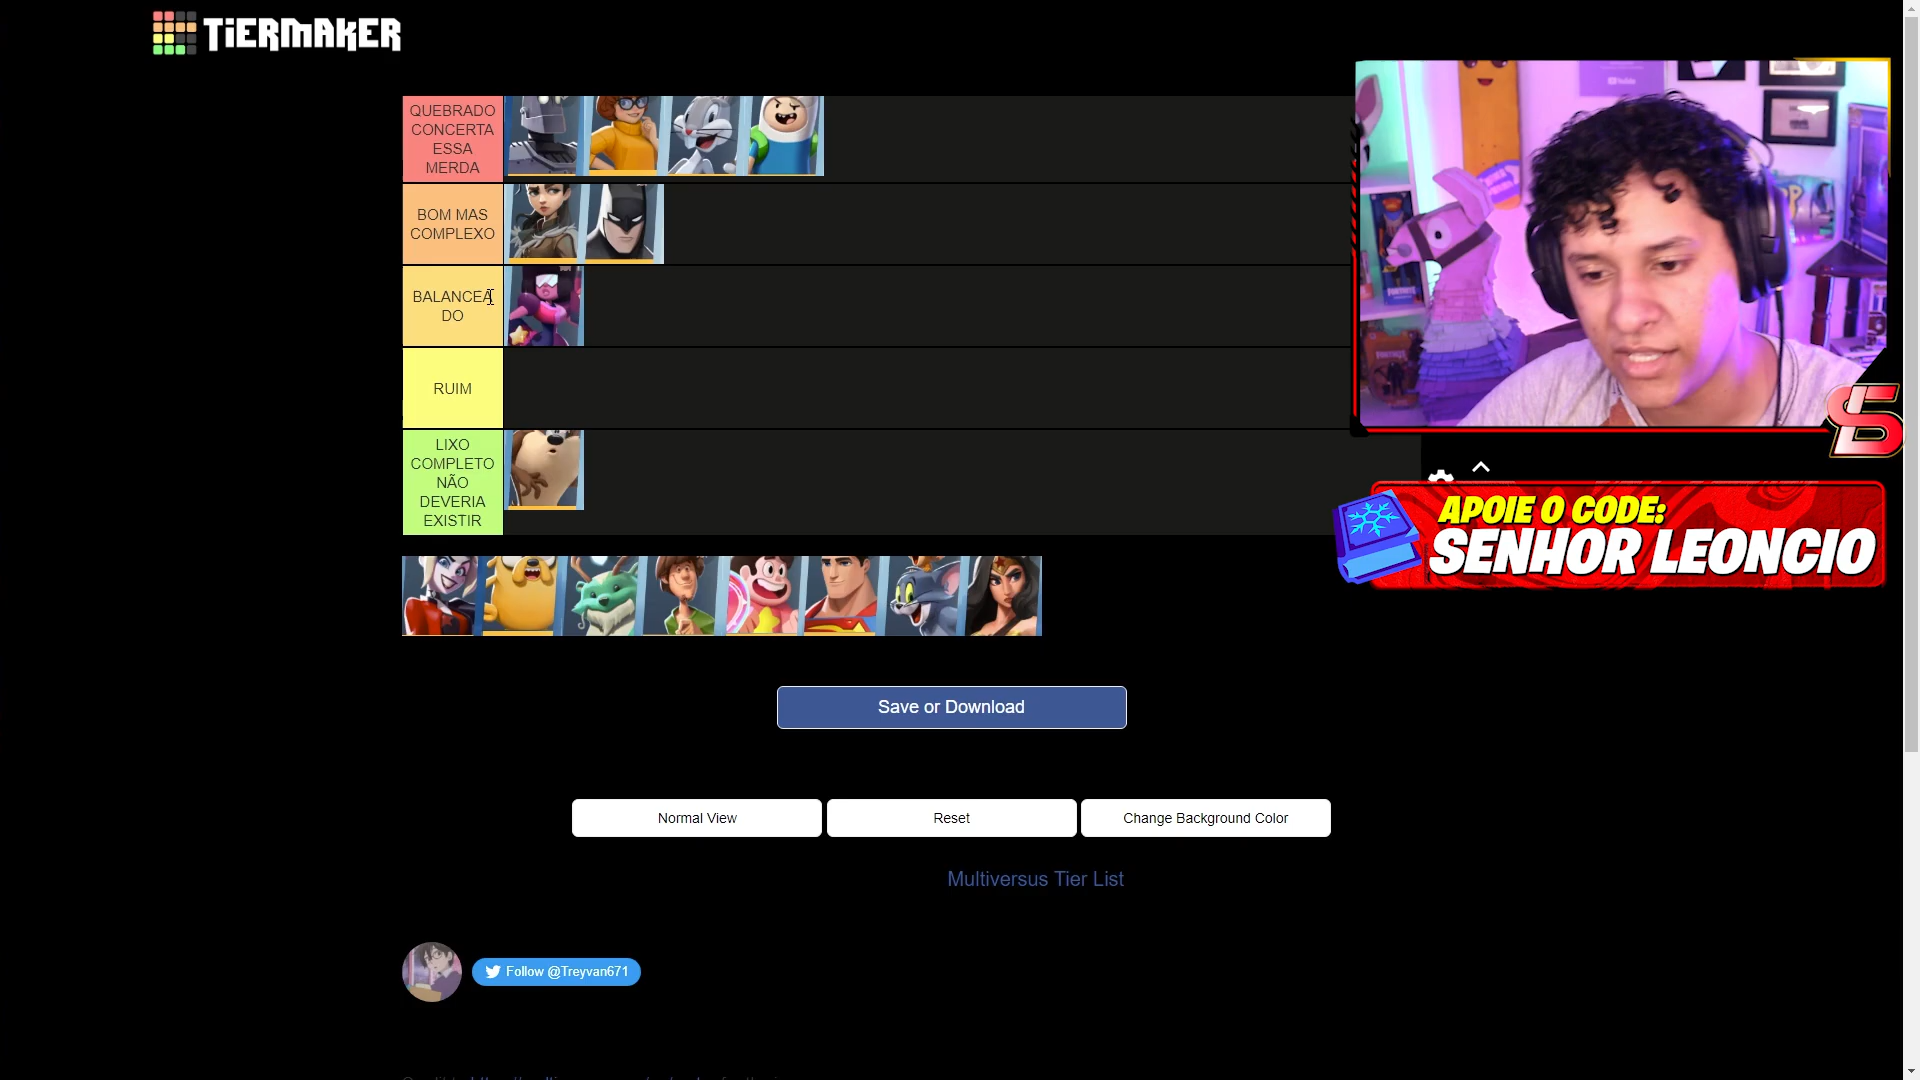 TiERMAKER
QUEBRADO
CONCERTA
ESSA
MERDA
BOM MAS
COMPLEXO
BALANCEA
DO
RUIM
LIXO
COMPLETO
NÃO
DEVERIA
EXISTIR
APOIE O CODE:
SENHOR LEONCIO
Save or Download
Normal View
Reset
Change Background Color
Multiversus Tier List
Follow @Treyvan671